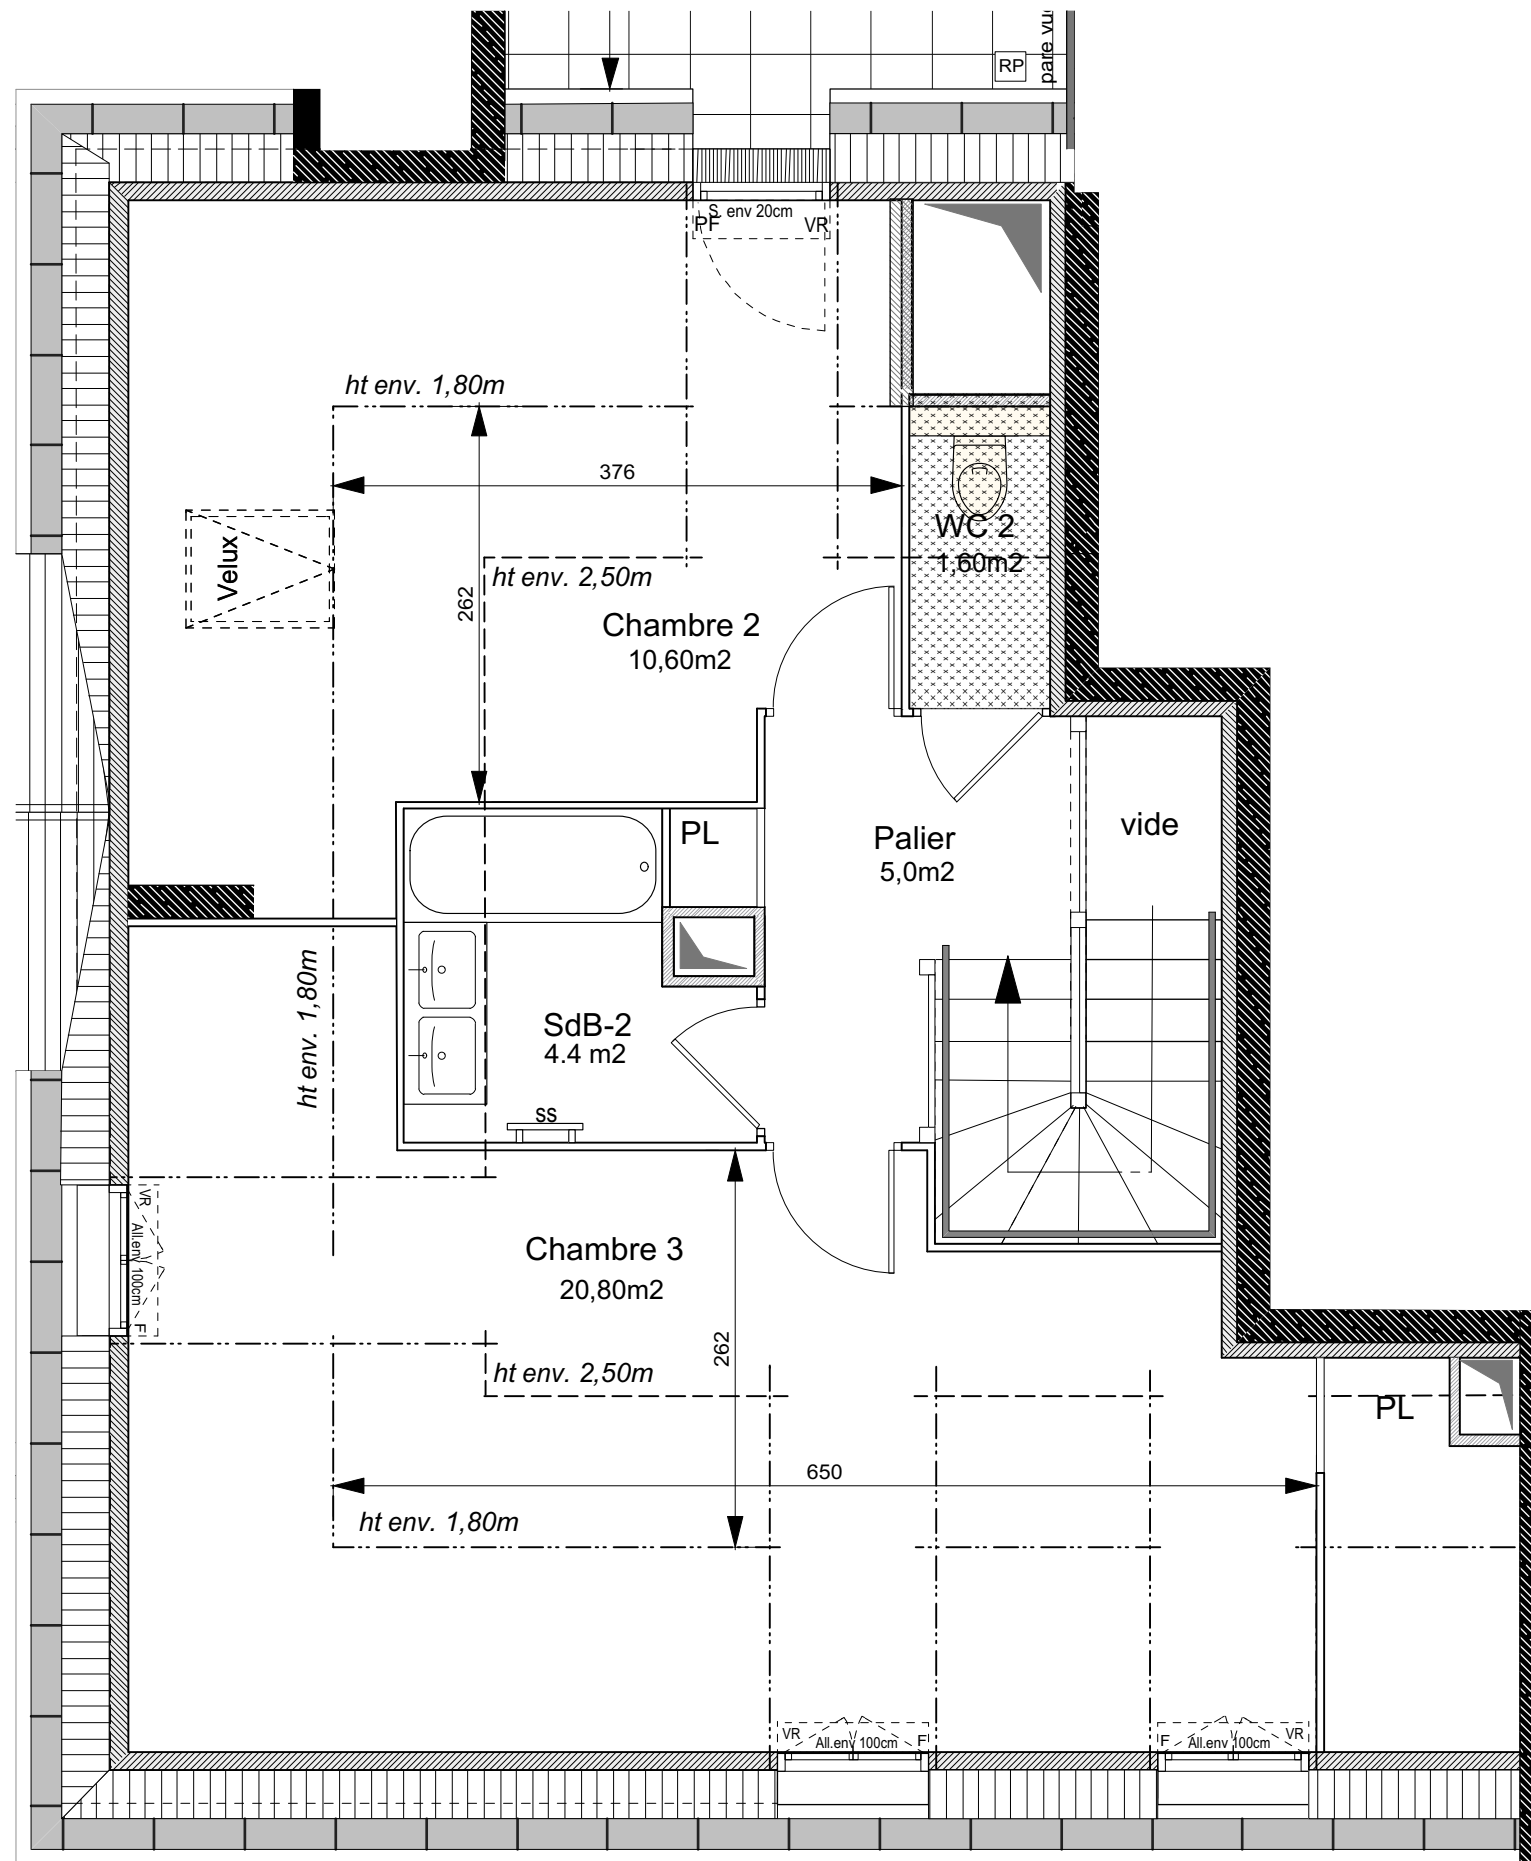 pare vu
RP
S. env 20cm
PF
VR
ht env. 1,80m
376
Velux
WC 2
1,60m2
ht env. 2,50m
262
Chambre 2
10,60m2
PL
Palier
5,0m2
vide
ht env. 1,80m
SdB-2
4.4 m2
SS
VR
All.env 100cm
F
Chambre 3
20,80m2
262
ht env. 2,50m
PL
650
ht env. 1,80m
VR
All.env 100cm
F
F
All.env 100cm
VR